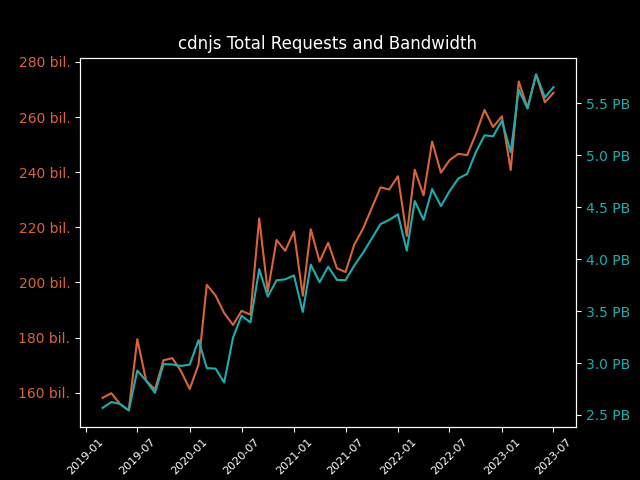 cdnjs Total Requests and Bandwidth
280 bil.
260 bil.
240 bil.
220 bil.
200 bil.
180 bil.
160 bil.
5.5 PB
5.0 PB
4.5 PB
4.0 PB
3.5 PB
3.0 PB
2.5 PB
2019-01
2019-07
2020-01
2020-07
2021-01
2021-07
2022-01
2022-07
2023-01
2023-07